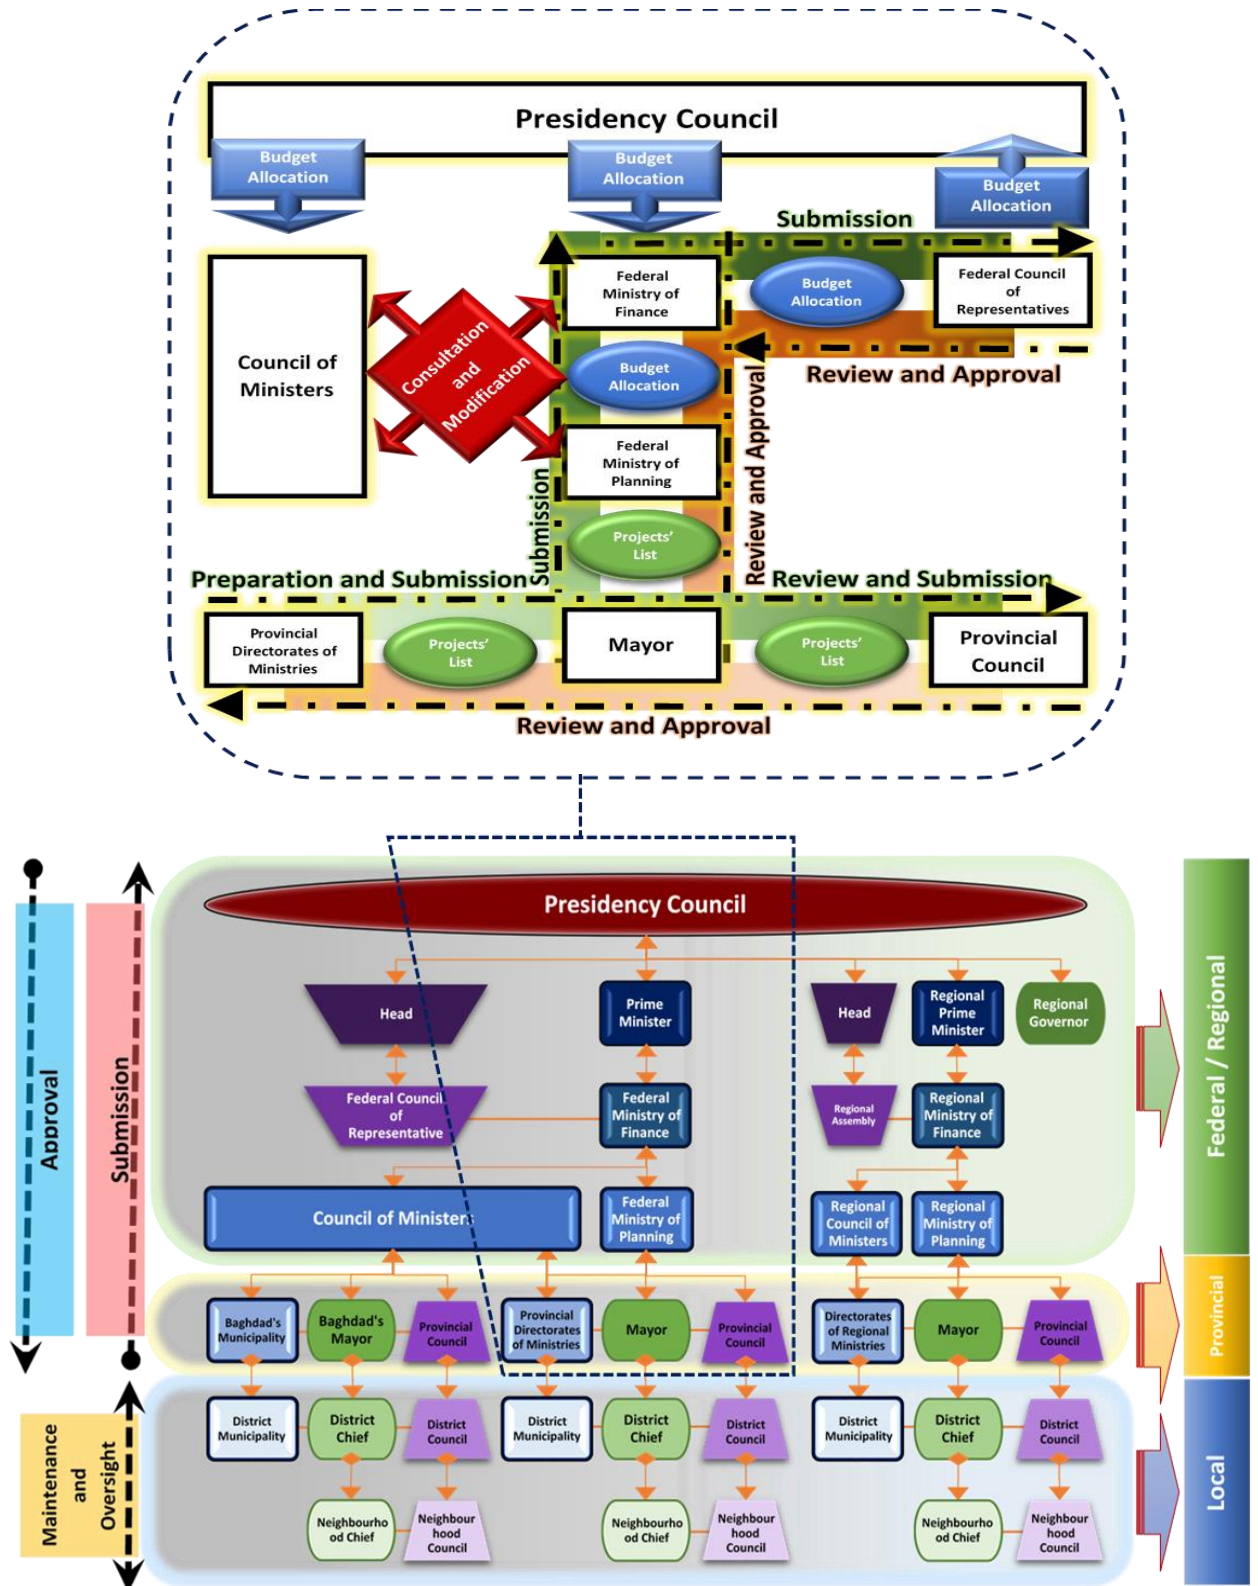 Presidency Council
Budget
Allocation
Budget
Allocation
Budget
Allocation
Submission
Federal
Ministry of
Finance
Budget
Allocation
Federal Council
of
Representatives
Council of
Ministers
Consultation
and
Modification
Budget
Allocation
Review and Approval
Federal
Ministry of
Planning
Submission
Review and Approval
Projects'
List
Preparation and Submission
Review and Submission
Provincial
Directorates of
Ministries
Projects'
List
Mayor
Projects'
List
Provincial
Council
Review and Approval
Approval
Submission
Presidency Council
Head
Prime
Minister
Head
Regional
Prime
Minister
Regional
Governor
Federal Council
of
Representative
Federal
Ministry of
Finance
Regional
Assembly
Regional
Ministry of
Finance
Council of Ministers
Federal
Ministry of
Planning
Regional
Council of
Ministers
Regional
Ministry of
Planning
Federal / Regional
Baghdad's
Municipality
Baghdad's
Mayor
Provincial
Council
Provincial
Directorates
of Ministries
Mayor
Provincial
Council
Directorates
of Regional
Ministries
Mayor
Provincial
Council
Provincial
Maintenance
and
Oversight
District
Municipality
District
Chief
District
Council
District
Municipality
District
Chief
District
Council
District
Municipality
District
Chief
District
Council
Neighbourho
od Chief
Neighbour
hood
Council
Neighbourho
od Chief
Neighbour
hood
Council
Neighbourho
od Chief
Neighbour
hood
Council
Local